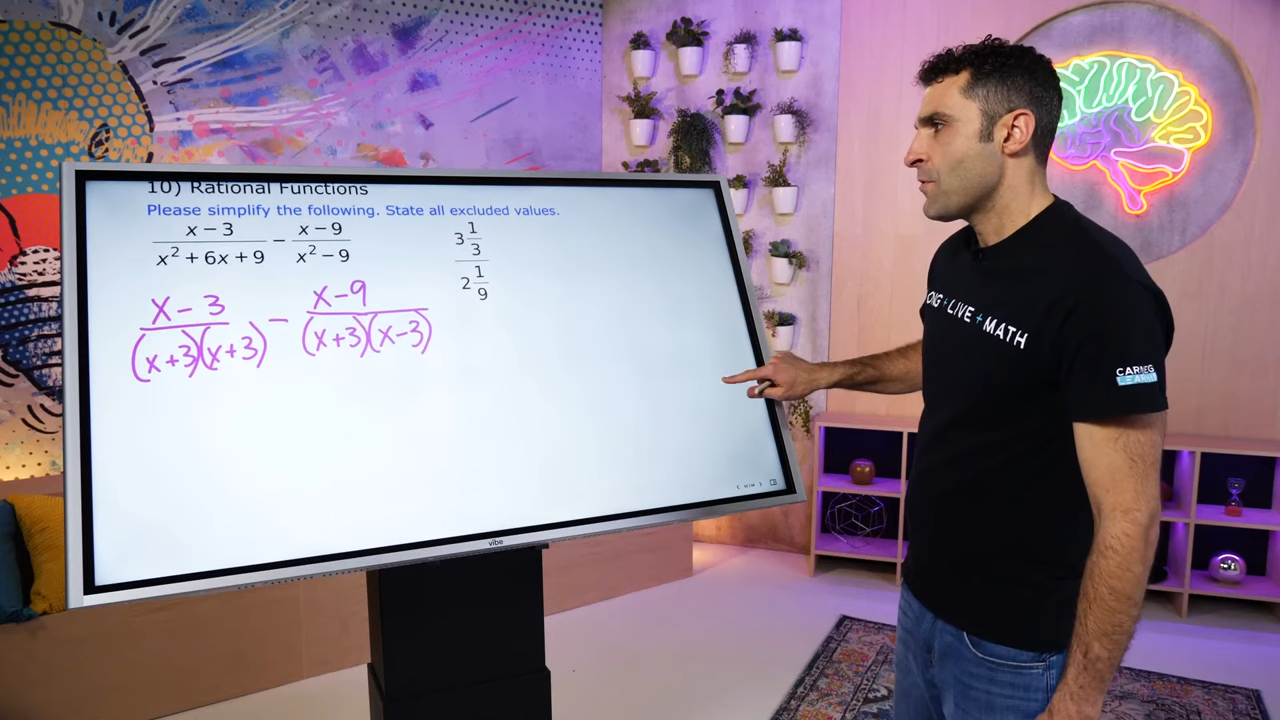 10) Rational Functions
Please simplify the following. State all excluded values.
x – 3 / x² + 6x + 9 – x – 9 / x² – 9
3 1/3 / 2 1/9
x – 3 / (x+3)(x+3) – x – 9 / (x+3)(x–3)
vibe
LIVE + MATH